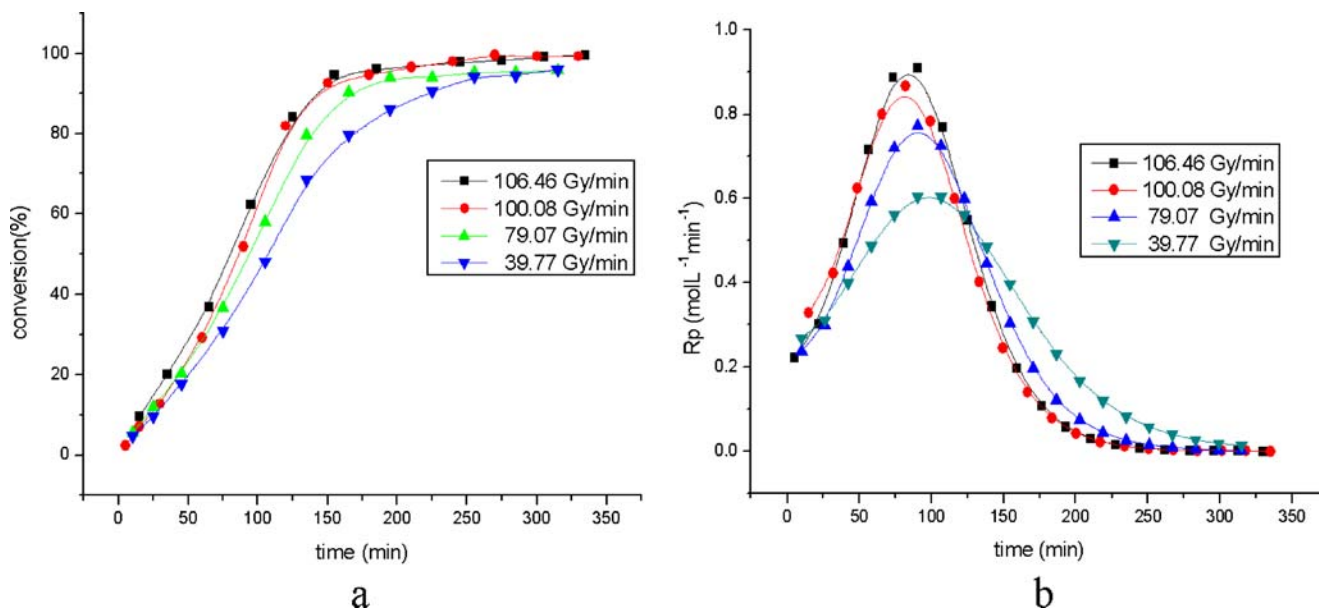 100
80
60
40
20
0
conversion(%)
106.46 Gy/min
100.08 Gy/min
79.07 Gy/min
39.77 Gy/min
0 50 100 150 200 250 300 350
time (min)
a
1.0
0.8
0.6
0.4
0.2
0.0
Rp (molL⁻¹min⁻¹)
106.46 Gy/min
100.08 Gy/min
79.07 Gy/min
39.77 Gy/min
0 50 100 150 200 250 300 350
time (min)
b